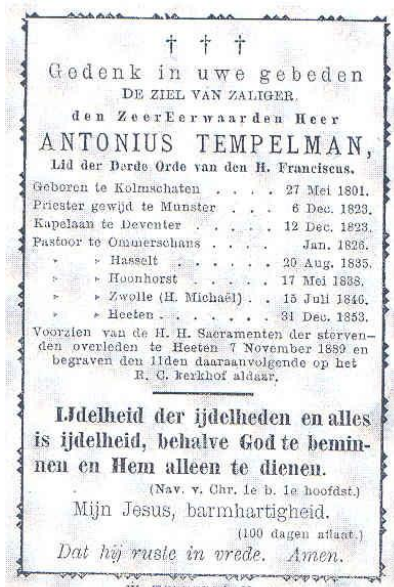 † † †
Gedenk in uwe gebeden
DE ZIEL VAN ZALIGER
den ZeerEerwaarden Heer
ANTONIUS TEMPELMAN,
Lid der Derde Orde van den H. Franciscus.
Geboren te Kolmschaten . . . . 27 Mei 1801.
Priester gewijd te Munster . . . 6 Dec. 1823.
Kapelaan te Deventer . . . . . 12 Dec. 1823.
Pastoor te Ommerschans . . . . Jan. 1826.
» » Hasselt . . . . . . 20 Aug. 1835.
» » Hoonhorst . . . . . 17 Mei 1838.
» » Zwolle (H. Michaël) . . 15 Juli 1846.
» » Heeten . . . . . . 31 Dec. 1853.
Voorzien van de H. H. Sacramenten der sterven-
den overleden te Heeten 7 November 1889 en
begraven den 11den daaraanvolgende op het
R. C. kerkhof aldaar.
IJdelheid der ijdelheden en alles
is ijdelheid, behalve God te bemin-
nen en Hem alleen te dienen.
(Nav. v. Chr. 1e b. 1e hoofdst.)
Mijn Jesus, barmhartigheid.
(100 dagen aflaat.)
Dat hij ruste in vrede. Amen.